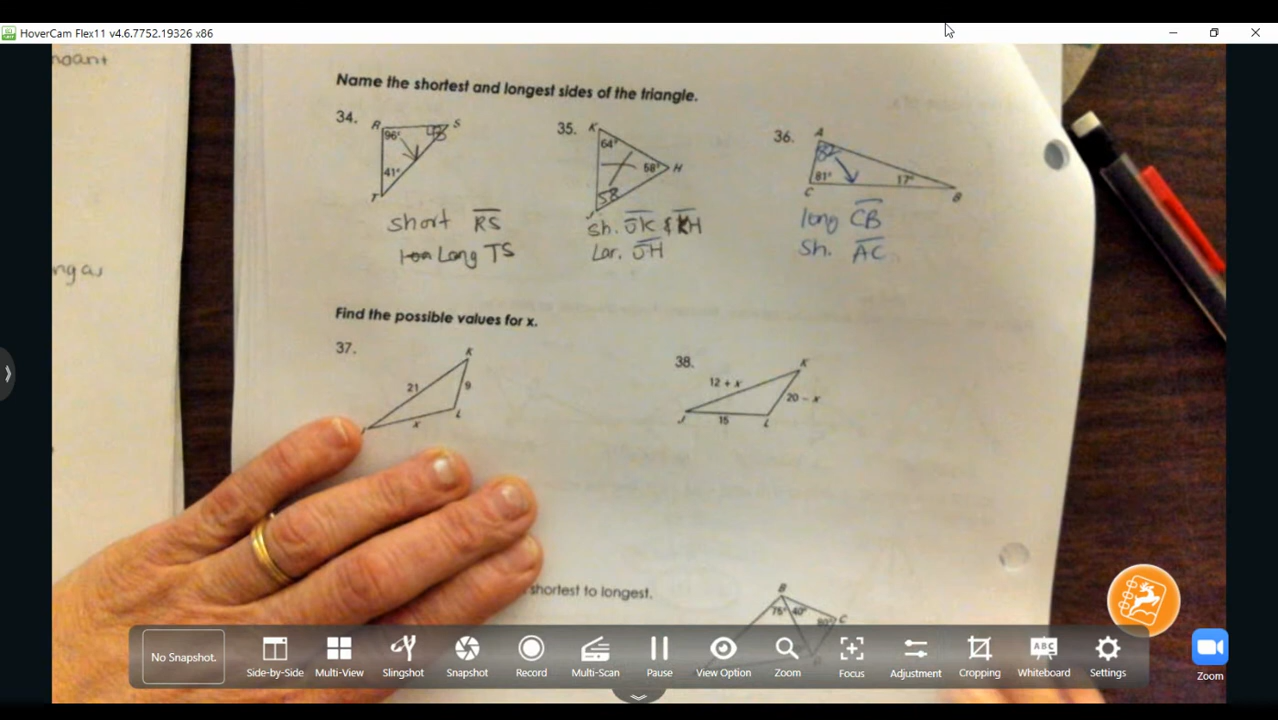 HoverCam Flex11 v4.6.7752.19326 x86
Name the shortest and longest sides of the triangle.
34.
R
S
96°
41°
T
short RS
Long TS
35.
K
64°
58°
H
58
J
sh. JK & KH
Lar. JH
36.
A
82
81°
17°
C
B
long CB
Sh. AC
Find the possible values for x.
37.
K
21
9
L
x
38.
K
12 + x
20 - x
J
15
L
shortest to longest.
B
75° 40°
C
No Snapshot.
Side-by-Side
Multi-View
Slingshot
Snapshot
Record
Multi-Scan
Pause
View Option
Zoom
Focus
Adjustment
Cropping
ABC
Whiteboard
Settings
Zoom